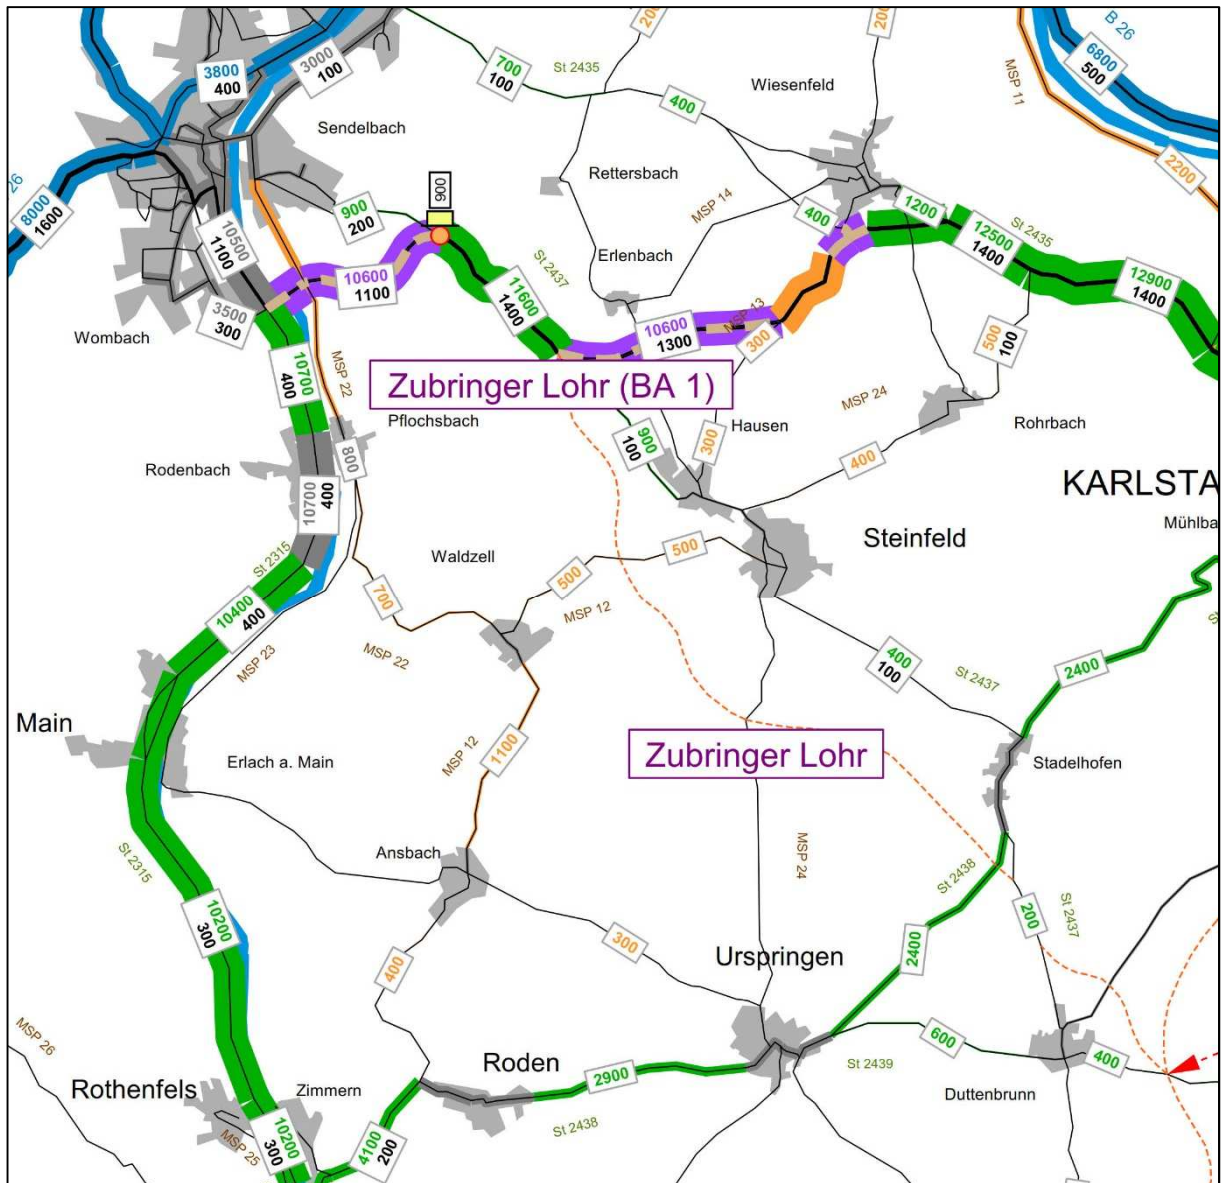 200
200
B 26
6800
500
3800
400
3000
100
700
100
St 2435
Wiesenfeld
MSP 11
400
Sendelbach
2200
Rettersbach
26
8000
1600
900
900
200
MSP 14
400
1200
St 2435
12500
1400
10500
1100
St 2437
Erlenbach
10600
1100
11600
1400
12900
1400
3500
300
MSP 13
10600
1300
300
500
100
Wombach
10700
400
MSP 22
Zubringer Lohr (BA 1)
MSP 24
Pflochsbach
Hausen
Rohrbach
900
100
300
Rodenbach
800
400
10700
400
KARLSTA
Mühlba
Steinfeld
St 2315
Waldzell
500
500
700
10400
400
MSP 12
MSP 22
MSP 23
400
100
St 2437
2400
Main
MSP 12
1100
Zubringer Lohr
Erlach a. Main
Stadelhofen
St 2315
Ansbach
MSP 24
St 2438
10200
300
200
St 2437
300
2400
400
Urspringen
MSP 26
600
Roden
400
St 2439
2900
Rothenfels
Zimmern
Duttenbrunn
10200
300
MSP 25
4100
200
St 2438